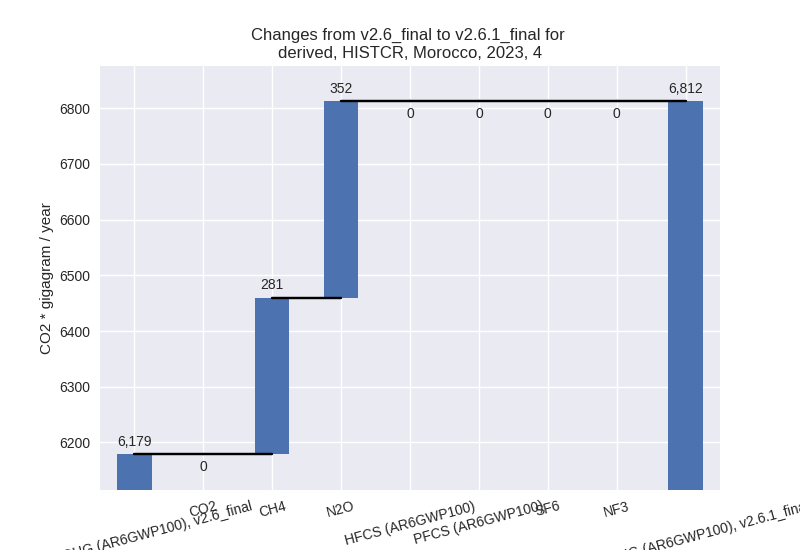 Changes from v2.6_final to v2.6.1_final for
derived, HISTCR, Morocco, 2023, 4
CO2 * gigagram / year
6800
6700
6600
6500
6400
6300
6200
6,179
0
281
352
0
0
0
0
6,812
(AR6GWP100), v2.6_final
CO2
CH4
N2O
HFCS (AR6GWP100)
PFCS (AR6GWP100)
SF6
NF3
(AR6GWP100), v2.6.1_fina